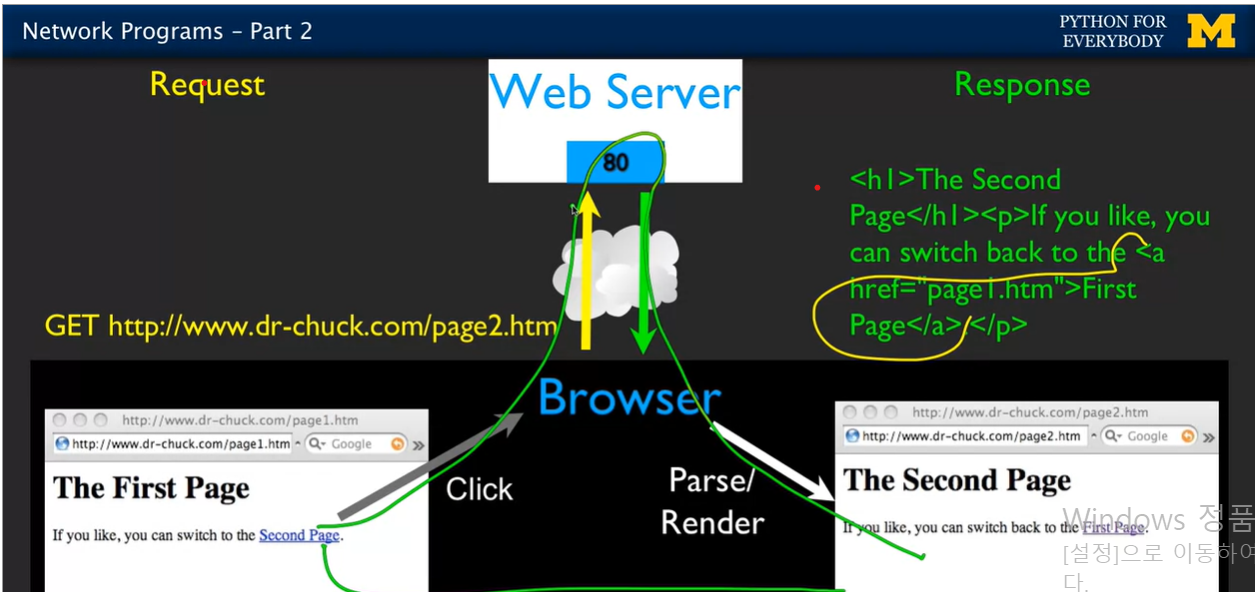 Network Programs – Part 2
PYTHON FOR
EVERYBODY
M
Request
Web Server
80
Response
<h1>The Second
Page</h1><p>If you like, you
can switch back to the <a
href="page1.htm">First
Page</a>.</p>
GET http://www.dr-chuck.com/page2.htm
Browser
http://www.dr-chuck.com/page1.htm
http://www.dr-chuck.com/page1.htm
Google
The First Page
If you like, you can switch to the Second Page.
Click
Parse/
Render
http://www.dr-chuck.com/page2.htm
http://www.dr-chuck.com/page2.htm
Google
The Second Page
If you like, you can switch back to the First Page.
Windows 정품
[설정]으로 이동하여
다.